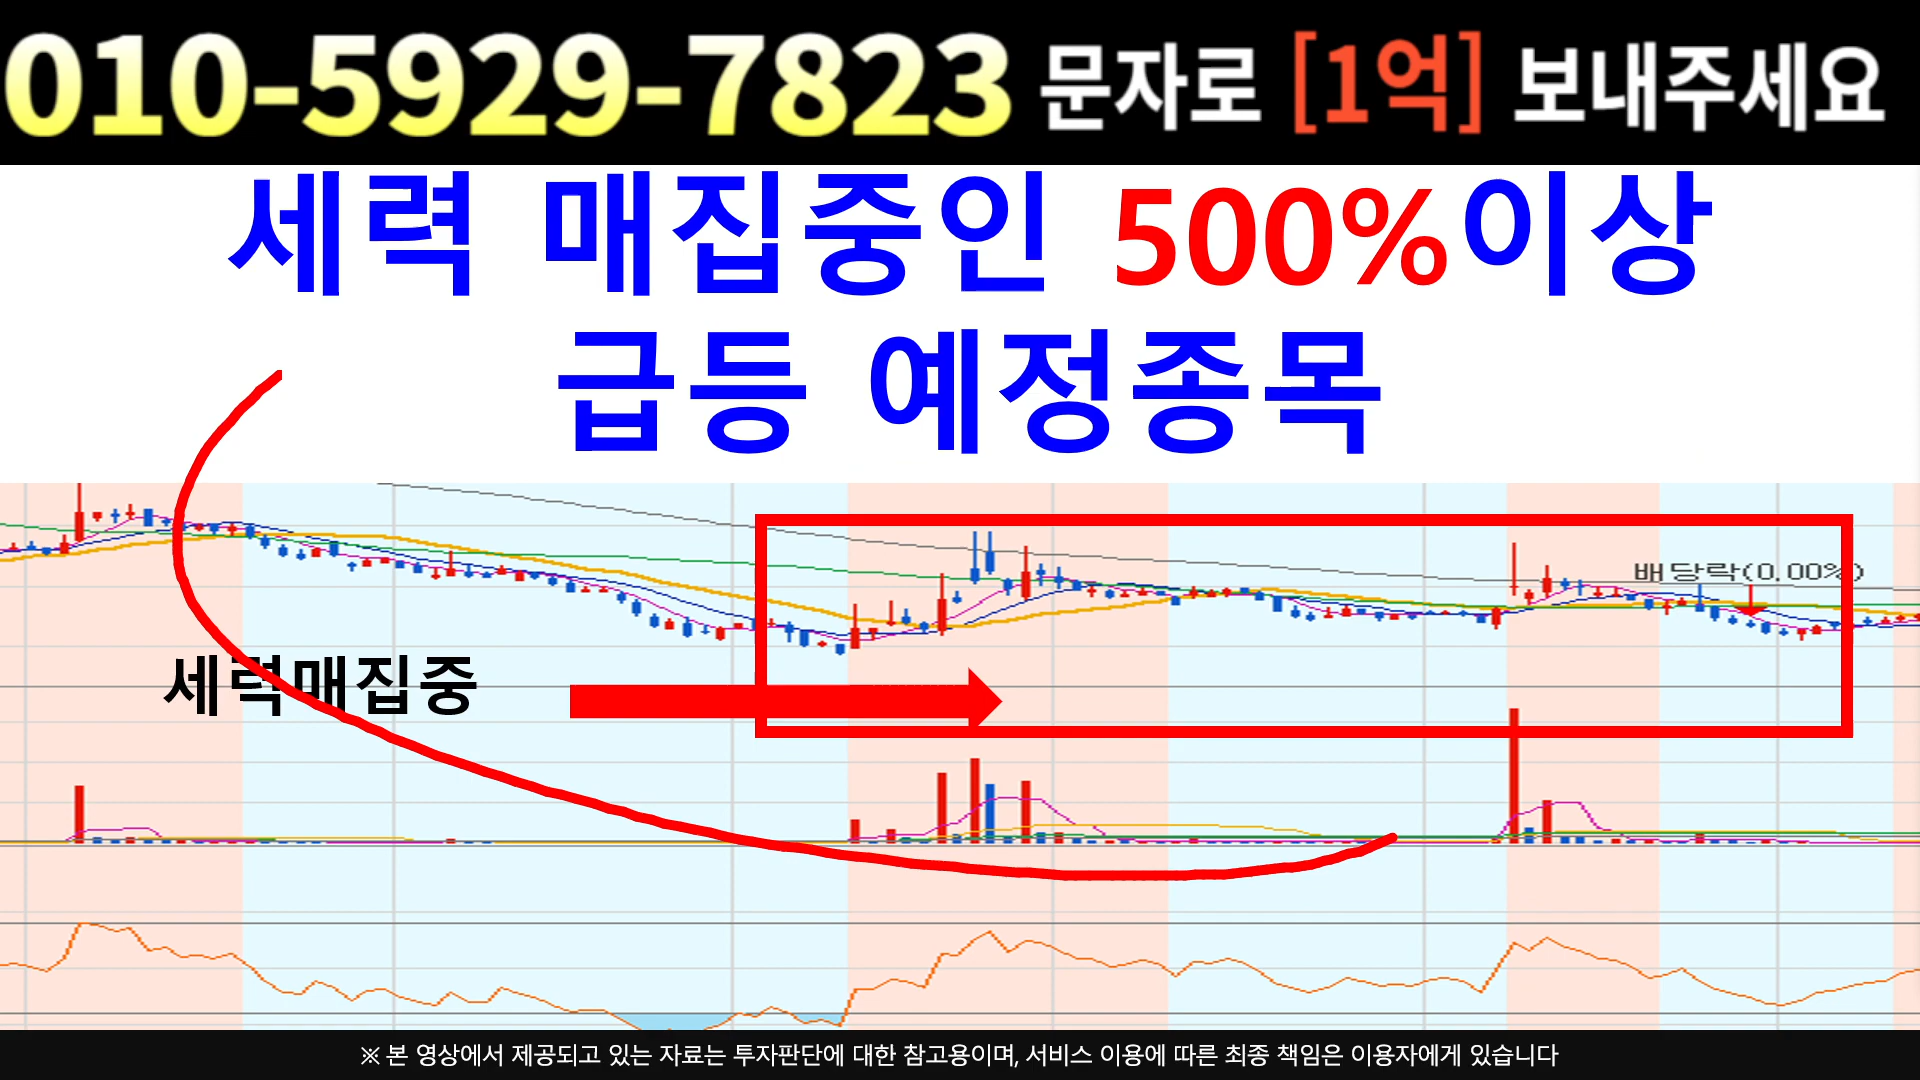 010-5929-7823 문자로 [1억] 보내주세요
세력 매집중인 500%이상
급등 예정종목
배당락(0.00%)
세력매집중
※ 본 영상에서 제공되고 있는 자료는 투자판단에 대한 참고용이며, 서비스 이용에 따른 최종 책임은 이용자에게 있습니다